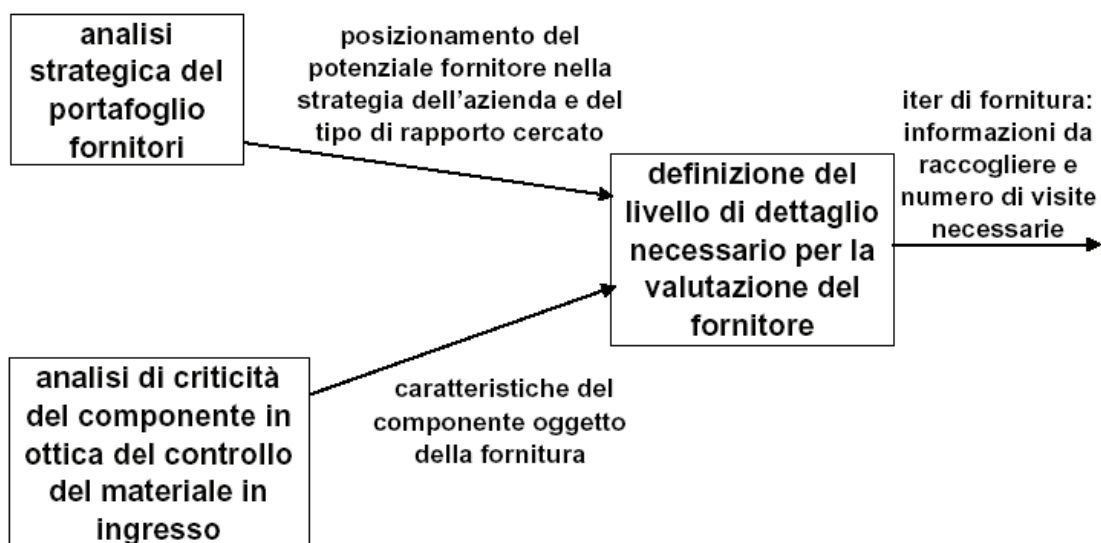 analisi
strategica del
portafoglio
fornitori
posizionamento del
potenziale fornitore nella
strategia dell'azienda e del
tipo di rapporto cercato
analisi di criticità
del componente in
ottica del controllo
del materiale in
ingresso
caratteristiche del
componente oggetto
della fornitura
definizione del
livello di dettaglio
necessario per la
valutazione del
fornitore
iter di fornitura:
informazioni da
raccogliere e
numero di visite
necessarie